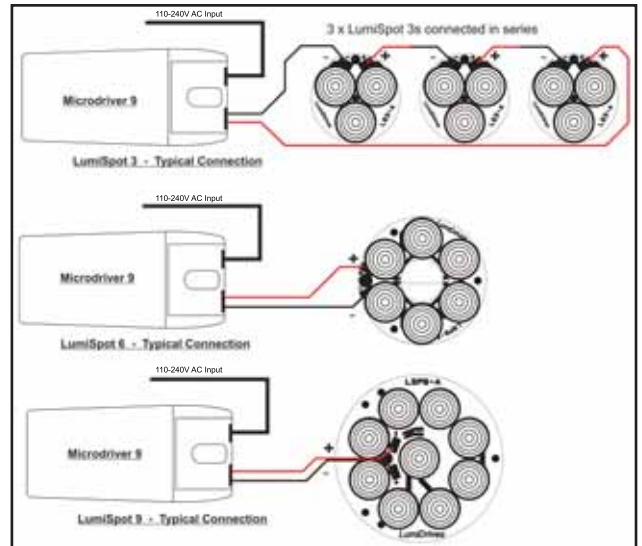 110-240V AC Input
3 x LumiSpot 3s connected in series
- + - + - +
Microdriver 9
LumiSpot 3 - Typical Connection
110-240V AC Input
Microdriver 9
+
-
LumiSpot 6 - Typical Connection
110-240V AC Input
LSP9-A
Microdriver 9
+
-
LumiDrives
LumiSpot 9 - Typical Connection